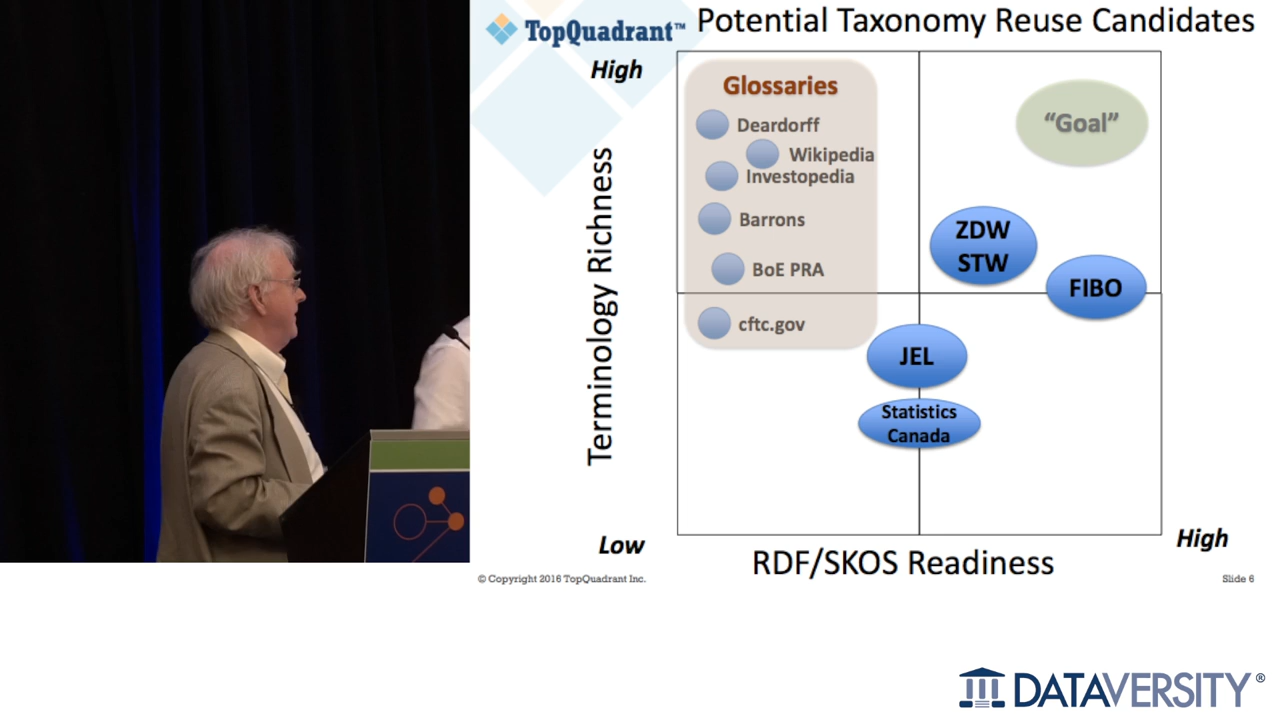 TopQuadrant™
Potential Taxonomy Reuse Candidates
High
Glossaries
Deardorff
Wikipedia
Investopedia
Barrons
BoE PRA
cftc.gov
"Goal"
ZDW
STW
FIBO
JEL
Statistics
Canada
Terminology Richness
Low
High
RDF/SKOS Readiness
© Copyright 2016 TopQuadrant Inc.
Slide 6
DATAVERSITY®